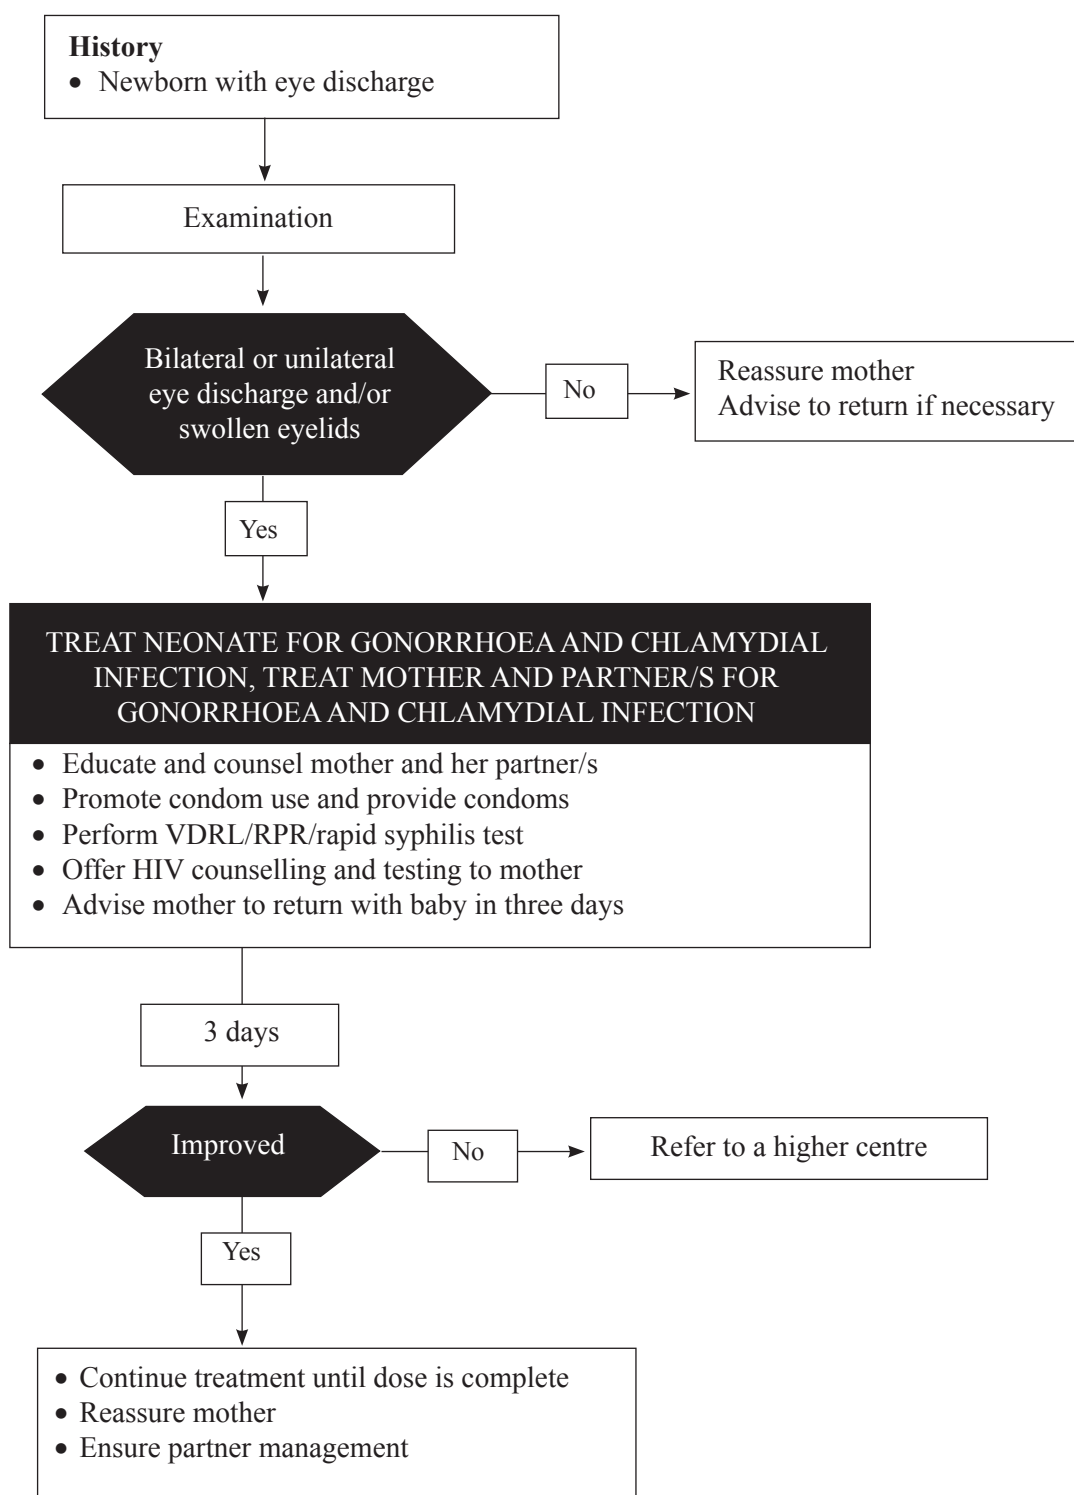 History
• Newborn with eye discharge
Examination
Bilateral or unilateral
eye discharge and/or
swollen eyelids
No
Reassure mother
Advise to return if necessary
Yes
TREAT NEONATE FOR GONORRHOEA AND CHLAMYDIAL
INFECTION, TREAT MOTHER AND PARTNER/S FOR
GONORRHOEA AND CHLAMYDIAL INFECTION
• Educate and counsel mother and her partner/s
• Promote condom use and provide condoms
• Perform VDRL/RPR/rapid syphilis test
• Offer HIV counselling and testing to mother
• Advise mother to return with baby in three days
3 days
Improved
No
Refer to a higher centre
Yes
• Continue treatment until dose is complete
• Reassure mother
• Ensure partner management